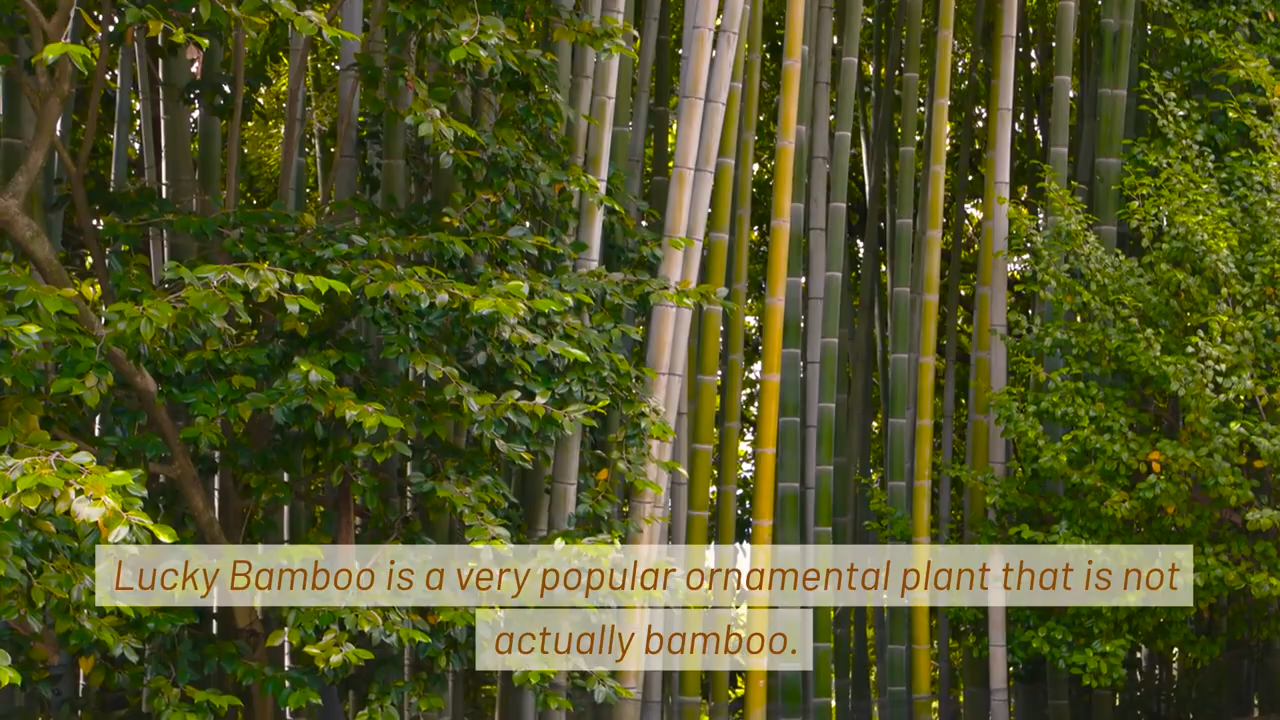 Lucky Bamboo is a very popular ornamental plant that is not
actually bamboo.